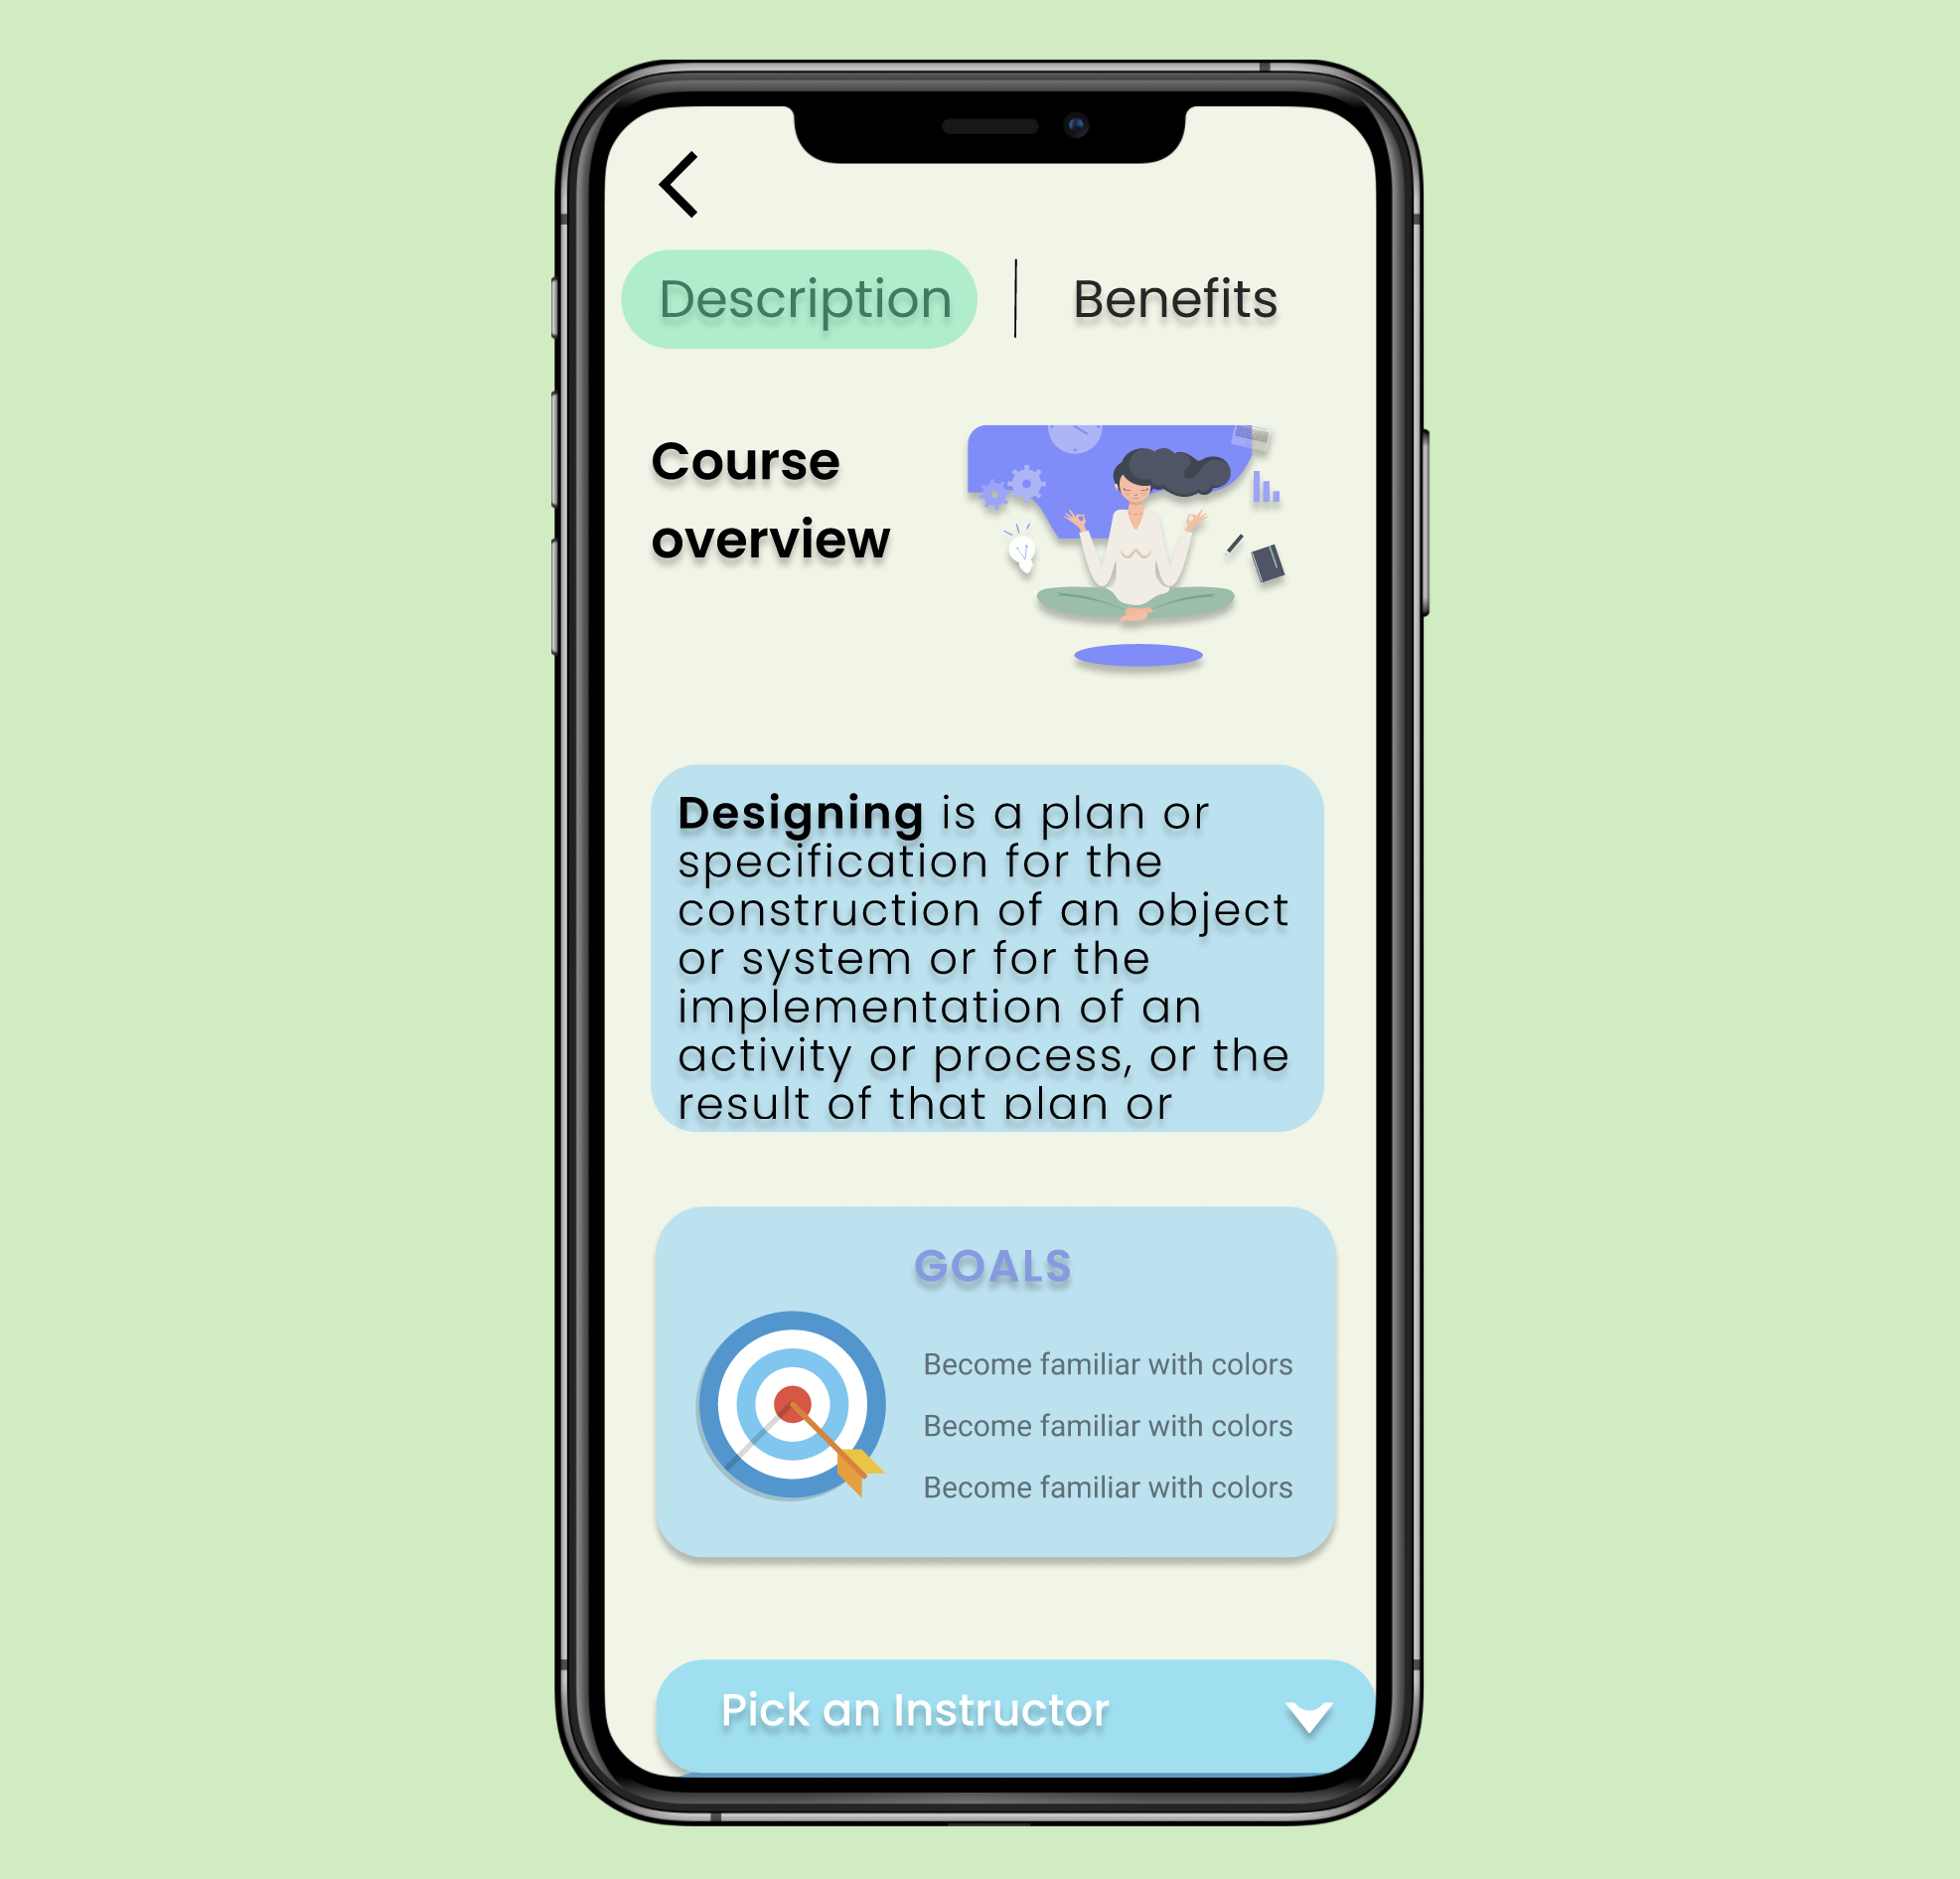 Description
Benefits
Course
overview
Designing is a plan or
specification for the
construction of an object
or system or for the
implementation of an
activity or process, or the
result of that plan or
GOALS
Become familiar with colors
Become familiar with colors
Become familiar with colors
Pick an Instructor